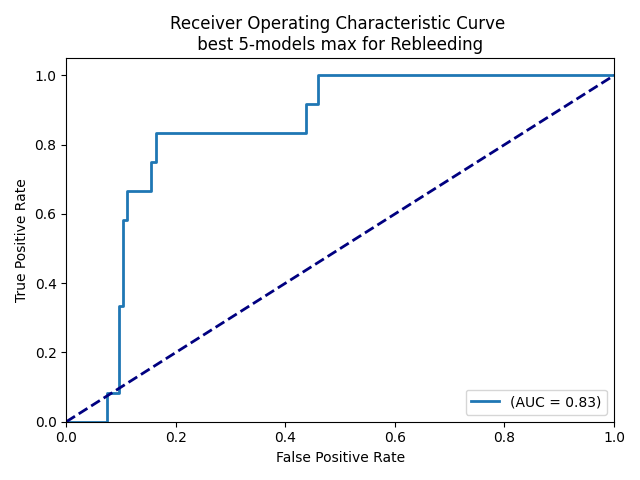 Receiver Operating Characteristic Curve
best 5-models max for Rebleeding
1.0
0.8
0.6
0.4
0.2
0.0
True Positive Rate
0.0 0.2 0.4 0.6 0.8 1.0
False Positive Rate
(AUC = 0.83)